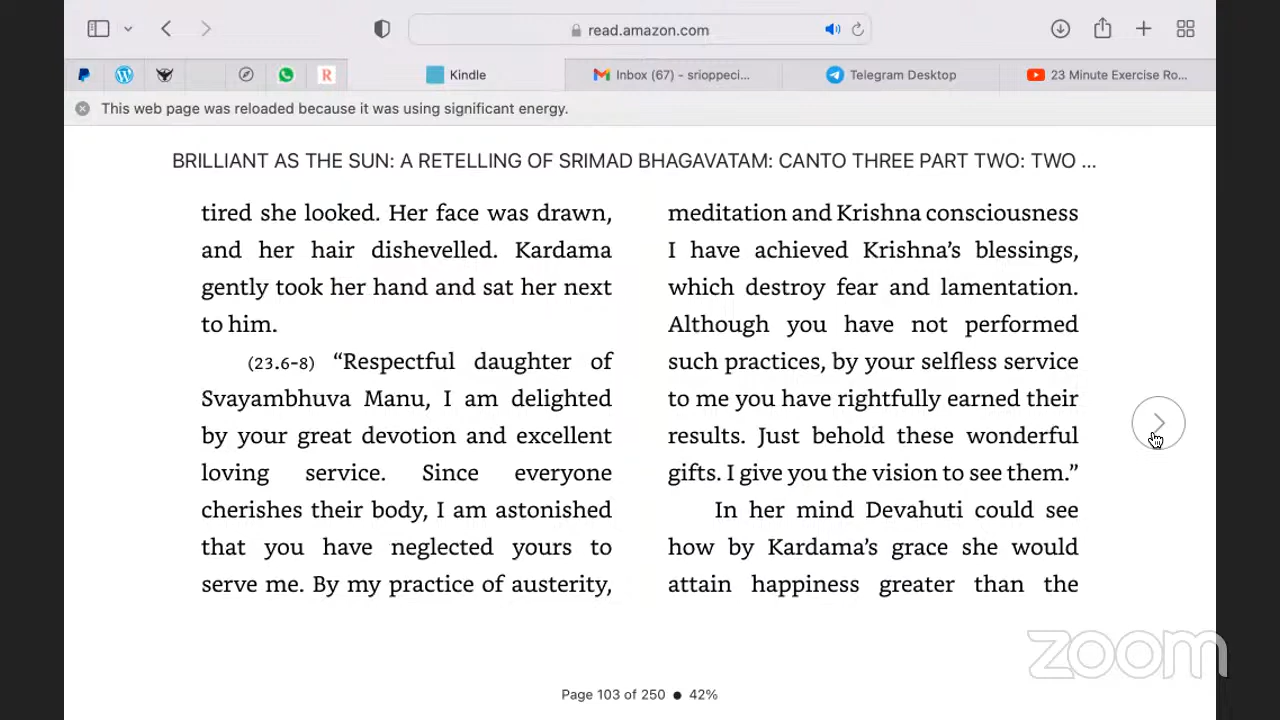 read.amazon.com
R
Kindle
Inbox (67) - srioppeci...
Telegram Desktop
23 Minute Exercise Ro...
This web page was reloaded because it was using significant energy.
BRILLIANT AS THE SUN: A RETELLING OF SRIMAD BHAGAVATAM: CANTO THREE PART TWO: TWO ...
tired she looked. Her face was drawn,
and her hair dishevelled. Kardama
gently took her hand and sat her next
to him.
(23.6-8) “Respectful daughter of
Svayambhuva Manu, I am delighted
by your great devotion and excellent
loving service. Since everyone
cherishes their body, I am astonished
that you have neglected yours to
serve me. By my practice of austerity,
meditation and Krishna consciousness
I have achieved Krishna’s blessings,
which destroy fear and lamentation.
Although you have not performed
such practices, by your selfless service
to me you have rightfully earned their
results. Just behold these wonderful
gifts. I give you the vision to see them.”
In her mind Devahuti could see
how by Kardama’s grace she would
attain happiness greater than the
zoom
Page 103 of 250 ● 42%